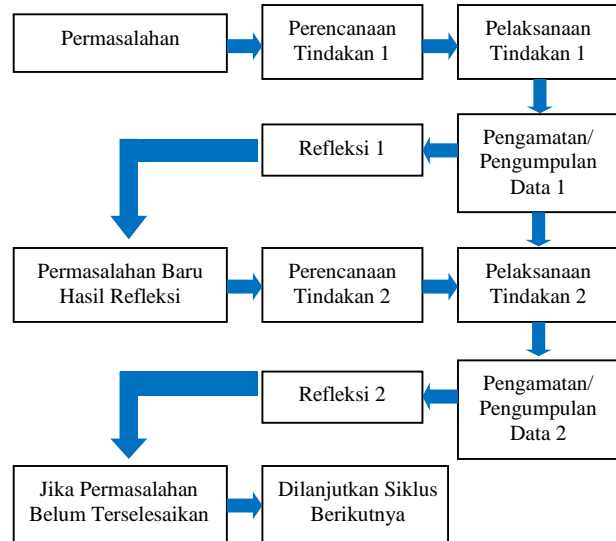 Permasalahan
Perencanaan
Tindakan 1
Pelaksanaan
Tindakan 1
Refleksi 1
Pengamatan/
Pengumpulan
Data 1
Permasalahan Baru
Hasil Refleksi
Perencanaan
Tindakan 2
Pelaksanaan
Tindakan 2
Refleksi 2
Pengamatan/
Pengumpulan
Data 2
Jika Permasalahan
Belum Terselesaikan
Dilanjutkan Siklus
Berikutnya